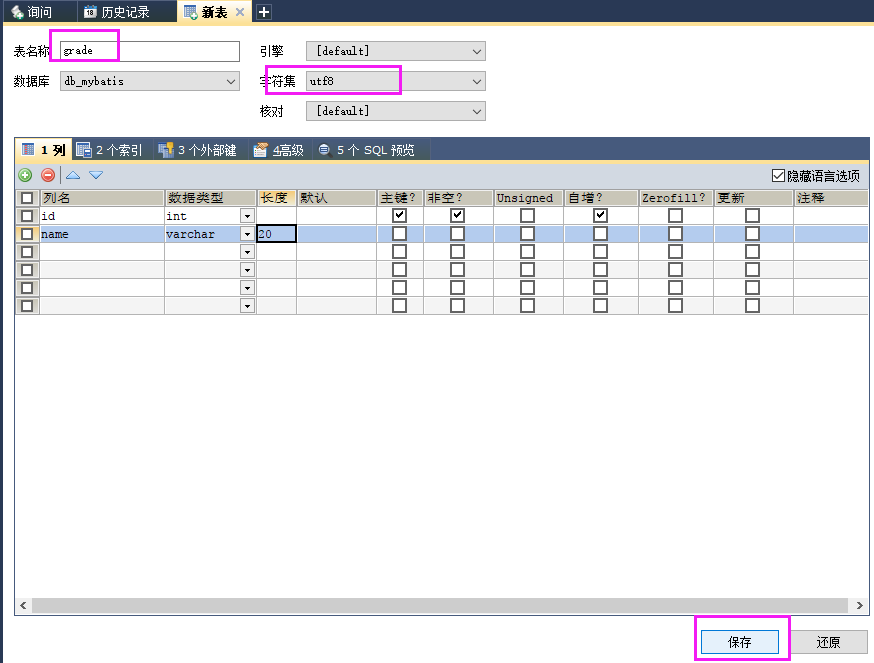 询问 历史记录 新表
表名称 grade 引擎 [default]
数据库 db_mybatis 字符集 utf8
核对 [default]
1 列 2 个索引 3 个外部键 4高级 5 个 SQL 预览
隐藏语言选项
列名 数据类型 长度 默认 主键? 非空? Unsigned 自增? Zerofill? 更新 注释
id int
name varchar 20
保存 还原